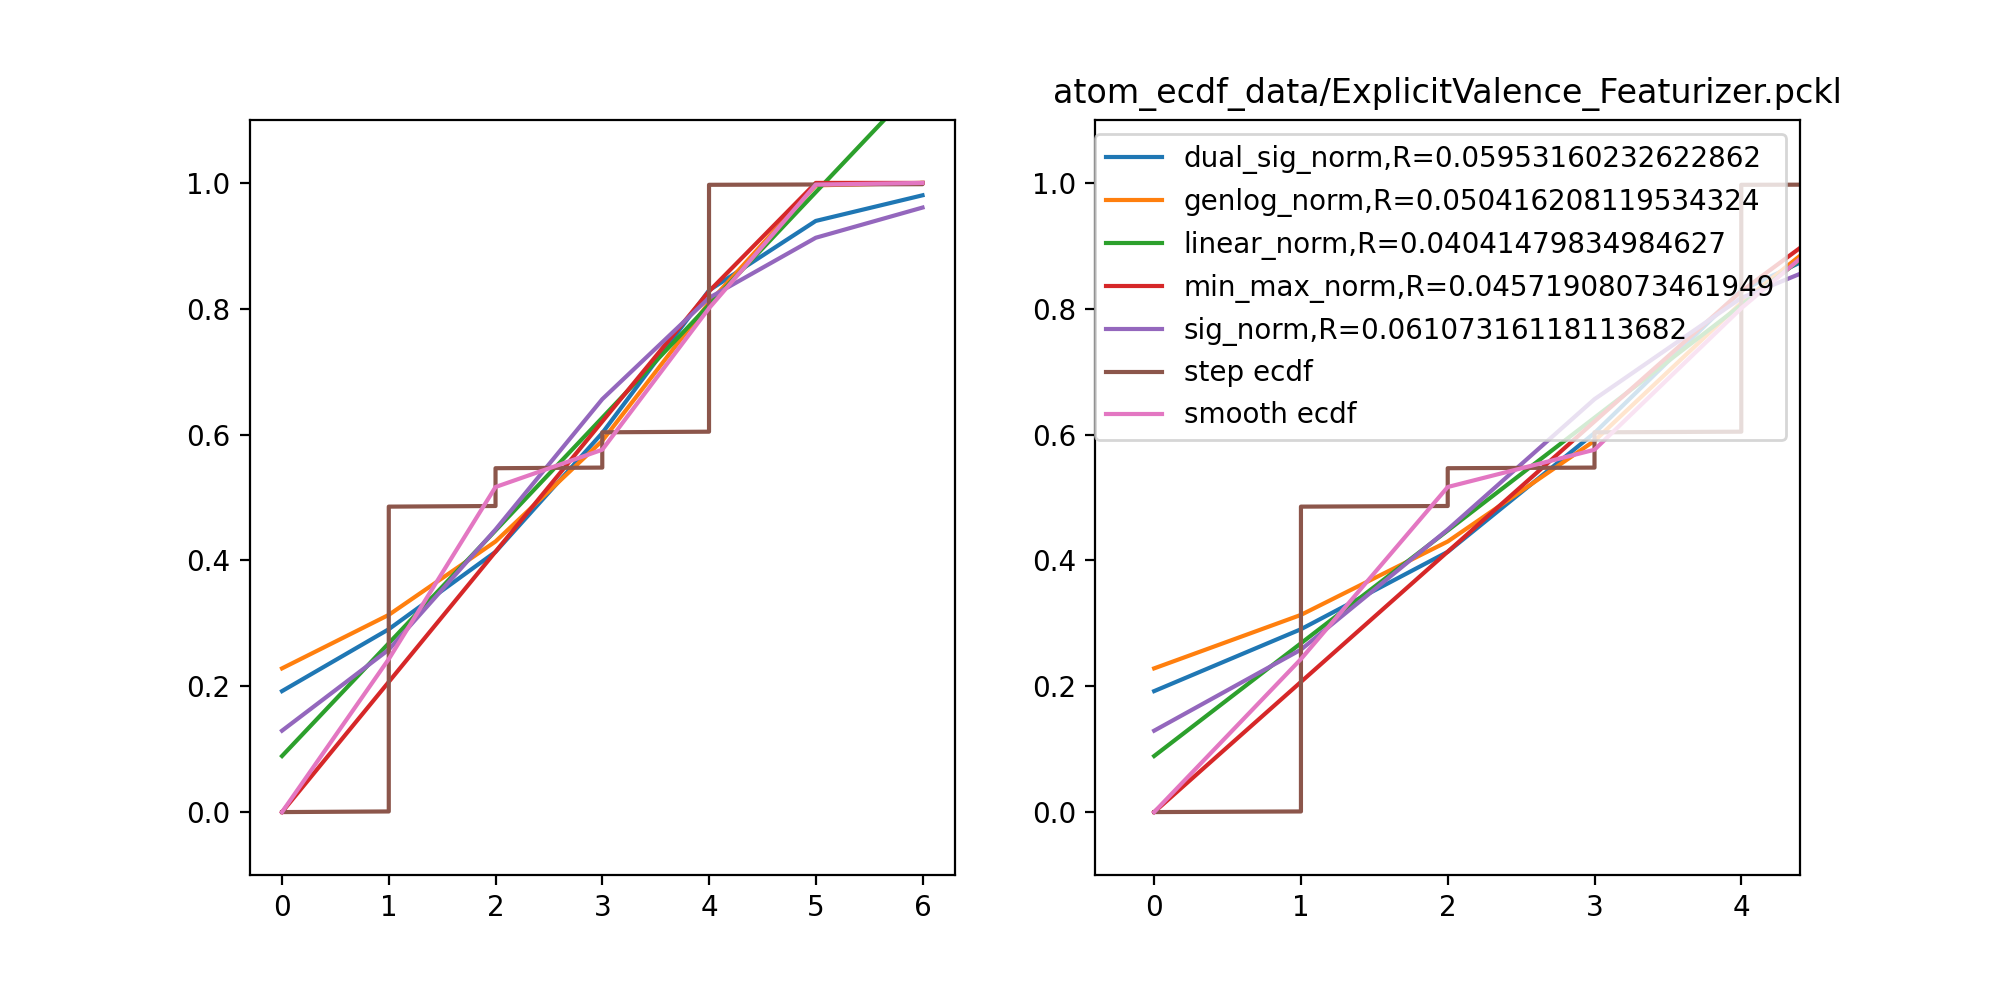 atom_ecdf_data/ExplicitValence_Featurizer.pckl
1.0
0.8
0.6
0.4
0.2
0.0
0 1 2 3 4 5 6
1.0
0.8
0.6
0.4
0.2
0.0
0 1 2 3 4
dual_sig_norm,R=0.05953160232622862
genlog_norm,R=0.050416208119534324
linear_norm,R=0.04041479834984627
min_max_norm,R=0.04571908073461949
sig_norm,R=0.06107316118113682
step ecdf
smooth ecdf